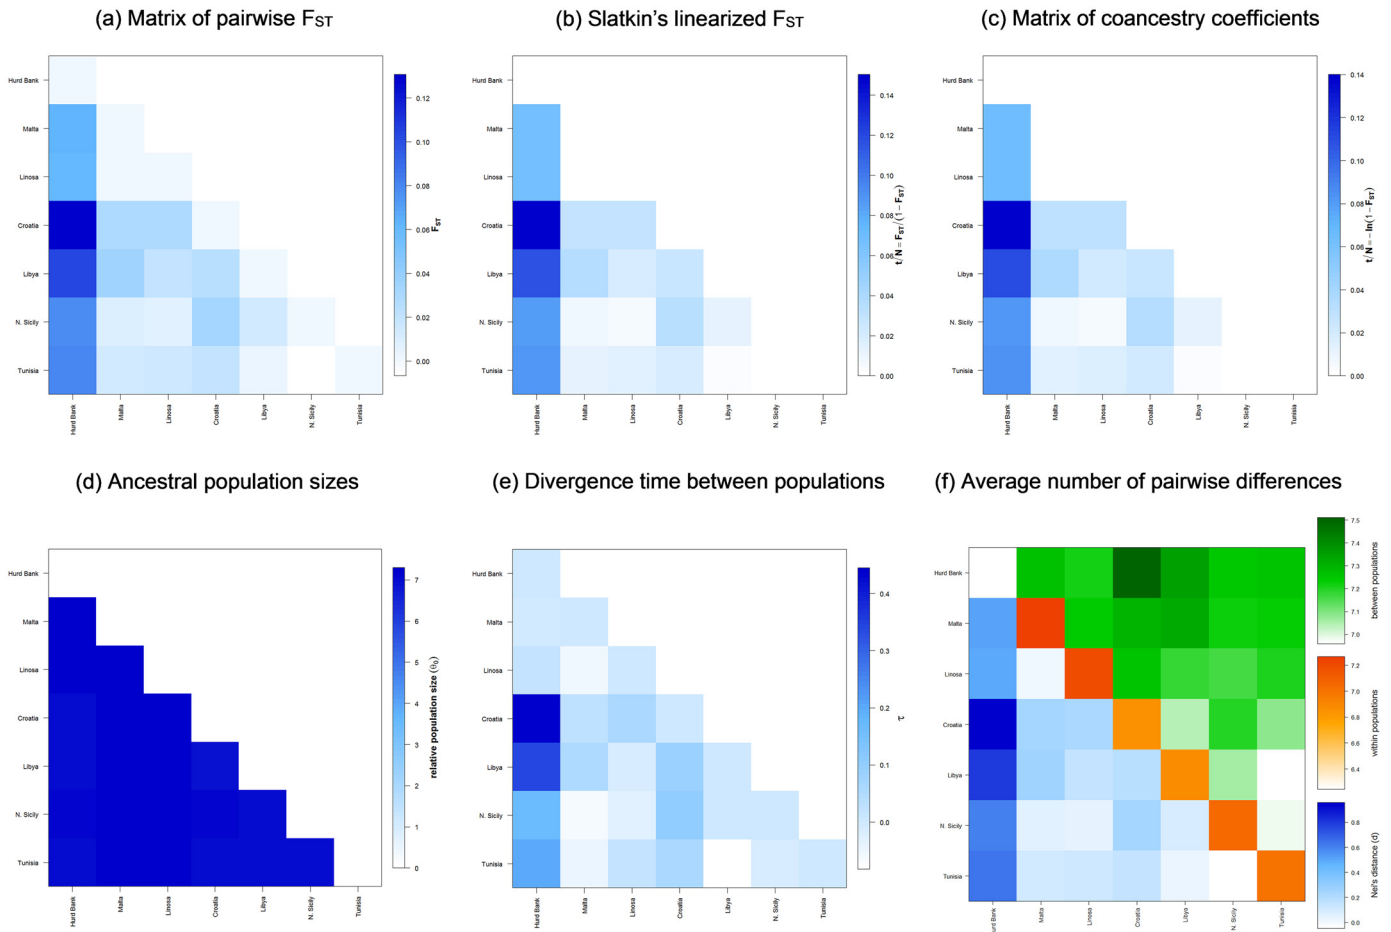 (a) Matrix of pairwise FST
(b) Slatkin's linearized FST
(c) Matrix of coancestry coefficients
Hurd Bank
Malta
Linosa
Croatia
Libya
N. Sicily
Tunisia
Hurd Bank
Malta
Linosa
Croatia
Libya
N. Sicily
Tunisia
0.12
0.10
0.08
0.06
0.04
0.02
0.00
FST
Hurd Bank
Malta
Linosa
Croatia
Libya
N. Sicily
Tunisia
Hurd Bank
Malta
Linosa
Croatia
Libya
N. Sicily
Tunisia
0.14
0.12
0.10
0.08
0.06
0.04
0.02
0.00
t/N = FST/(1−FST)
Hurd Bank
Malta
Linosa
Croatia
Libya
N. Sicily
Tunisia
Hurd Bank
Malta
Linosa
Croatia
Libya
N. Sicily
Tunisia
0.14
0.12
0.10
0.08
0.06
0.04
0.02
0.00
t/N = − ln(1−FST)
(d) Ancestral population sizes
(e) Divergence time between populations
(f) Average number of pairwise differences
Hurd Bank
Malta
Linosa
Croatia
Libya
N. Sicily
Tunisia
Hurd Bank
Malta
Linosa
Croatia
Libya
N. Sicily
Tunisia
7
6
5
4
3
2
1
0
relative population size (θ0)
Hurd Bank
Malta
Linosa
Croatia
Libya
N. Sicily
Tunisia
Hurd Bank
Malta
Linosa
Croatia
Libya
N. Sicily
Tunisia
0.4
0.3
0.2
0.1
0.0
τ
Hurd Bank
Malta
Linosa
Croatia
Libya
N. Sicily
Tunisia
Hurd Bank
Malta
Linosa
Croatia
Libya
N. Sicily
Tunisia
7.5
7.4
7.3
7.2
7.1
7.0
between populations
7.2
7.0
6.8
6.6
6.4
within populations
0.8
0.6
0.4
0.2
0.0
Nei's distance (d)